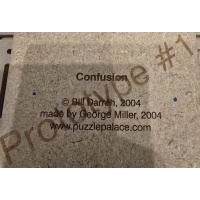 Confusion
© Bill Darrah, 2004
made by George Miller, 2004
www.puzzlepalace.com
Prototype #1